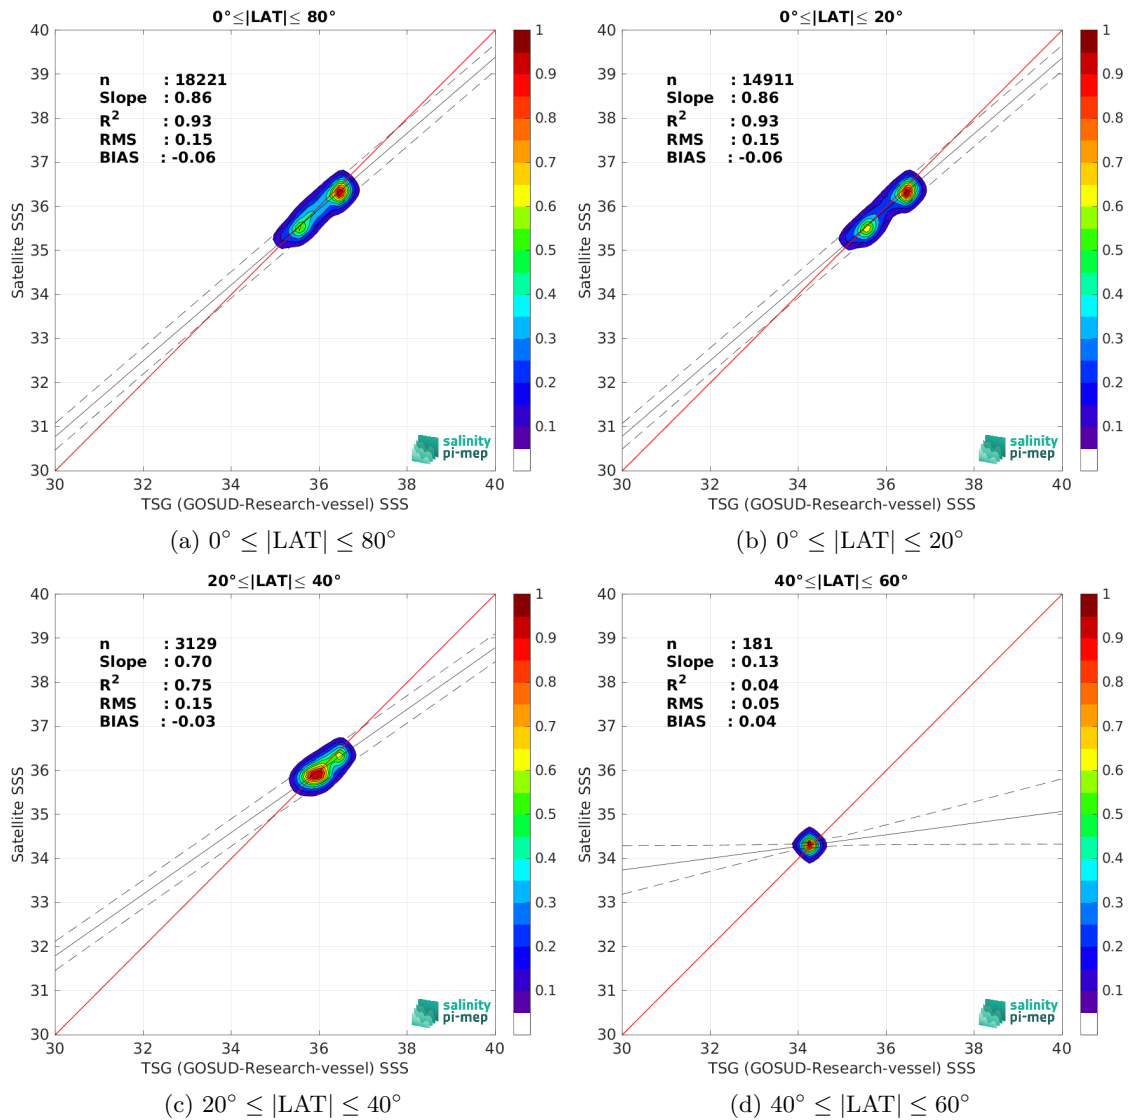 0°≤|LAT|≤ 80°
n : 18221
Slope : 0.86
R² : 0.93
RMS : 0.15
BIAS : -0.06
40
39
38
37
36
35
34
33
32
31
30
Satellite SSS
30 32 34 36 38 40
TSG (GOSUD-Research-vessel) SSS
1
0.9
0.8
0.7
0.6
0.5
0.4
0.3
0.2
0.1
salinity
pi-mep
(a) 0° ≤ |LAT| ≤ 80°
0°≤|LAT|≤ 20°
n : 14911
Slope : 0.86
R² : 0.93
RMS : 0.15
BIAS : -0.06
40
39
38
37
36
35
34
33
32
31
30
Satellite SSS
30 32 34 36 38 40
TSG (GOSUD-Research-vessel) SSS
1
0.9
0.8
0.7
0.6
0.5
0.4
0.3
0.2
0.1
salinity
pi-mep
(b) 0° ≤ |LAT| ≤ 20°
20°≤|LAT|≤ 40°
n : 3129
Slope : 0.70
R² : 0.75
RMS : 0.15
BIAS : -0.03
40
39
38
37
36
35
34
33
32
31
30
Satellite SSS
30 32 34 36 38 40
TSG (GOSUD-Research-vessel) SSS
1
0.9
0.8
0.7
0.6
0.5
0.4
0.3
0.2
0.1
salinity
pi-mep
(c) 20° ≤ |LAT| ≤ 40°
40°≤|LAT|≤ 60°
n : 181
Slope : 0.13
R² : 0.04
RMS : 0.05
BIAS : 0.04
40
39
38
37
36
35
34
33
32
31
30
Satellite SSS
30 32 34 36 38 40
TSG (GOSUD-Research-vessel) SSS
1
0.9
0.8
0.7
0.6
0.5
0.4
0.3
0.2
0.1
salinity
pi-mep
(d) 40° ≤ |LAT| ≤ 60°